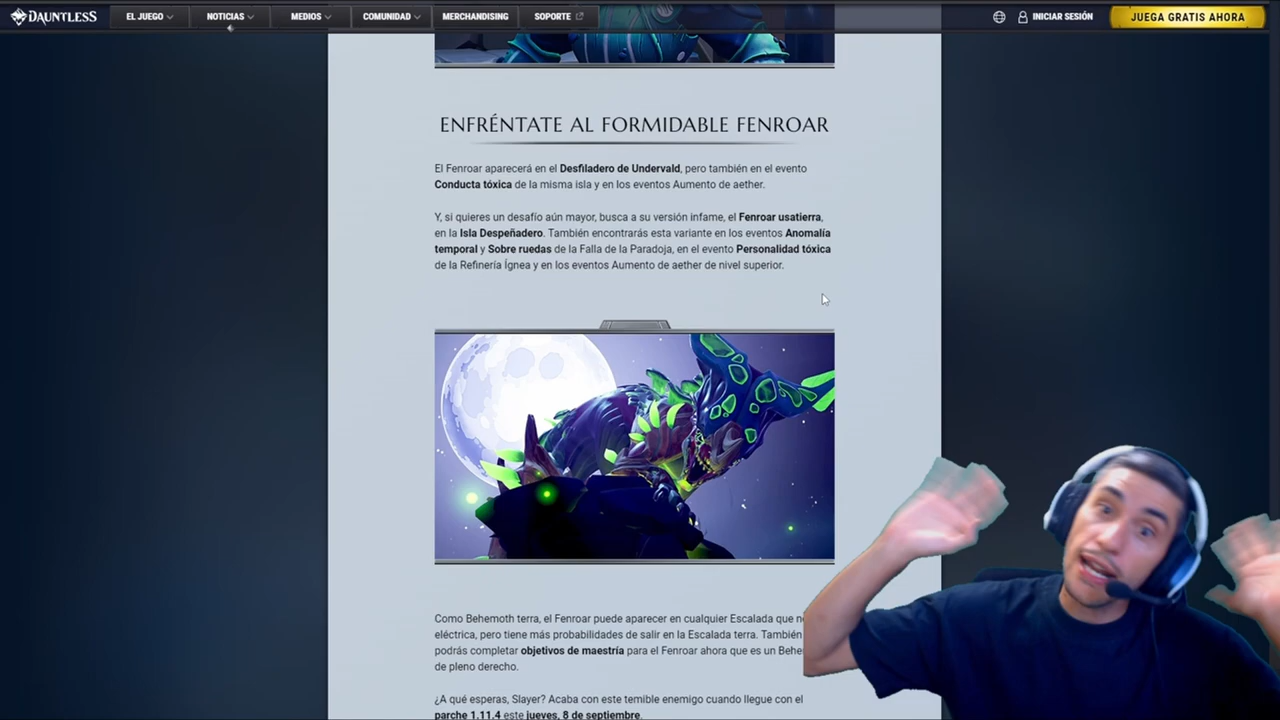 DAUNTLESS
EL JUEGO
NOTICIAS
MEDIOS
COMUNIDAD
MERCHANDISING
SOPORTE
INICIAR SESIÓN
JUEGA GRATIS AHORA
ENFRÉNTATE AL FORMIDABLE FENROAR
El Fenroar aparecerá en el Desfiladero de Undervald, pero también en el evento
Conducta tóxica de la misma isla y en los eventos Aumento de aether.
Y, si quieres un desafío aún mayor, busca a su versión infame, el Fenroar usatierra,
en la Isla Despeñadero. También encontrarás esta variante en los eventos Anomalía
temporal y Sobre ruedas de la Falla de la Paradoja, en el evento Personalidad tóxica
de la Refinería Ígnea y en los eventos Aumento de aether de nivel superior.
Como Behemoth terra, el Fenroar puede aparecer en cualquier Escalada que
eléctrica, pero tiene más probabilidades de salir en la Escalada terra. También
podrás completar objetivos de maestría para el Fenroar ahora que es un
de pleno derecho.
¿A qué esperas, Slayer? Acaba con este temible enemigo cuando llegue con el
parche 1.11.4 este jueves, 8 de septiembre.